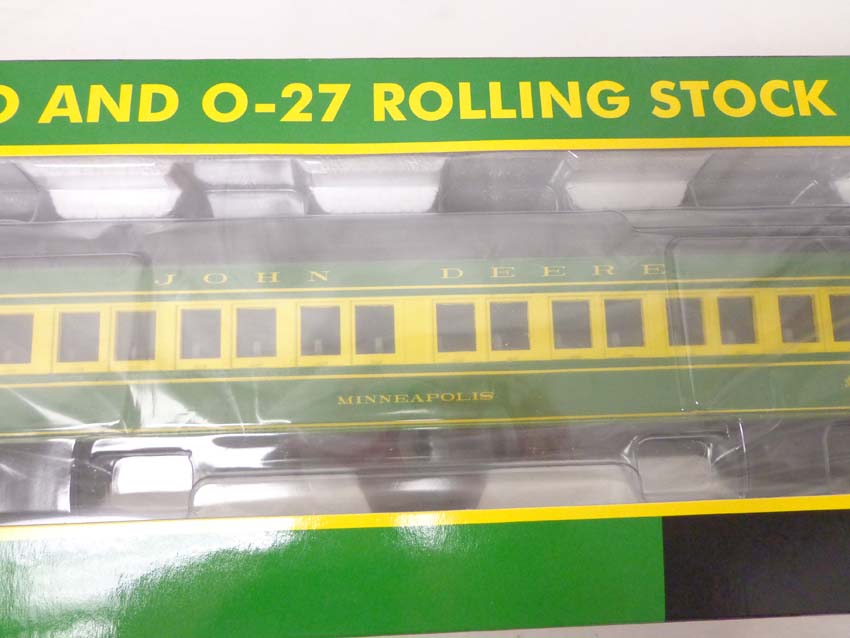 O AND O-27 ROLLING STOCK
JOHN DEERE
MINNEAPOLIS